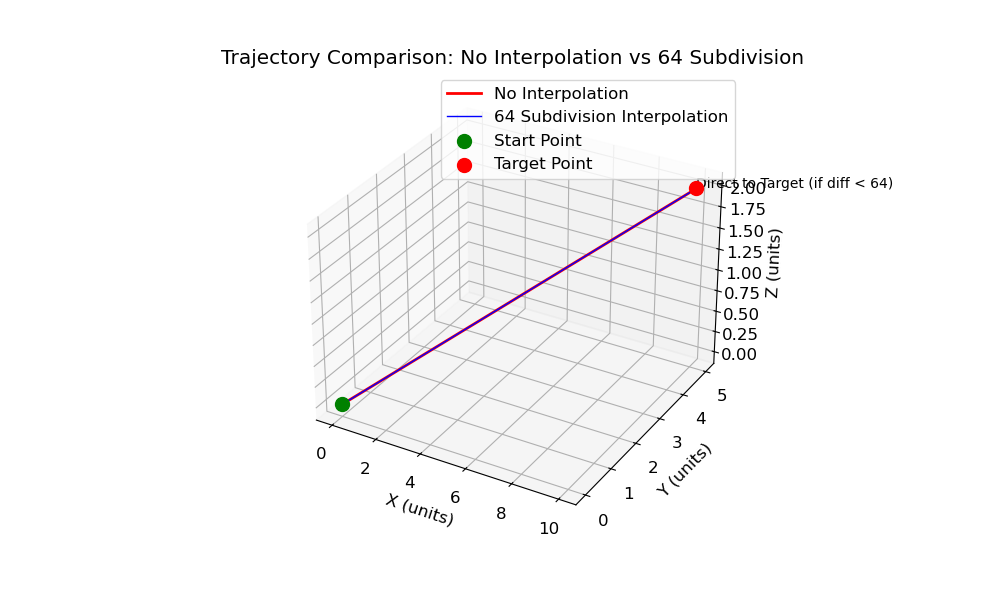 Trajectory Comparison: No Interpolation vs 64 Subdivision
No Interpolation
64 Subdivision Interpolation
Start Point
Target Point
Direct to Target (if diff < 64)
2.00
1.75
1.50
1.25
1.00
0.75
0.50
0.25
0.00
Z (units)
5
4
3
2
1
0
Y (units)
0
2
4
6
8
10
X (units)